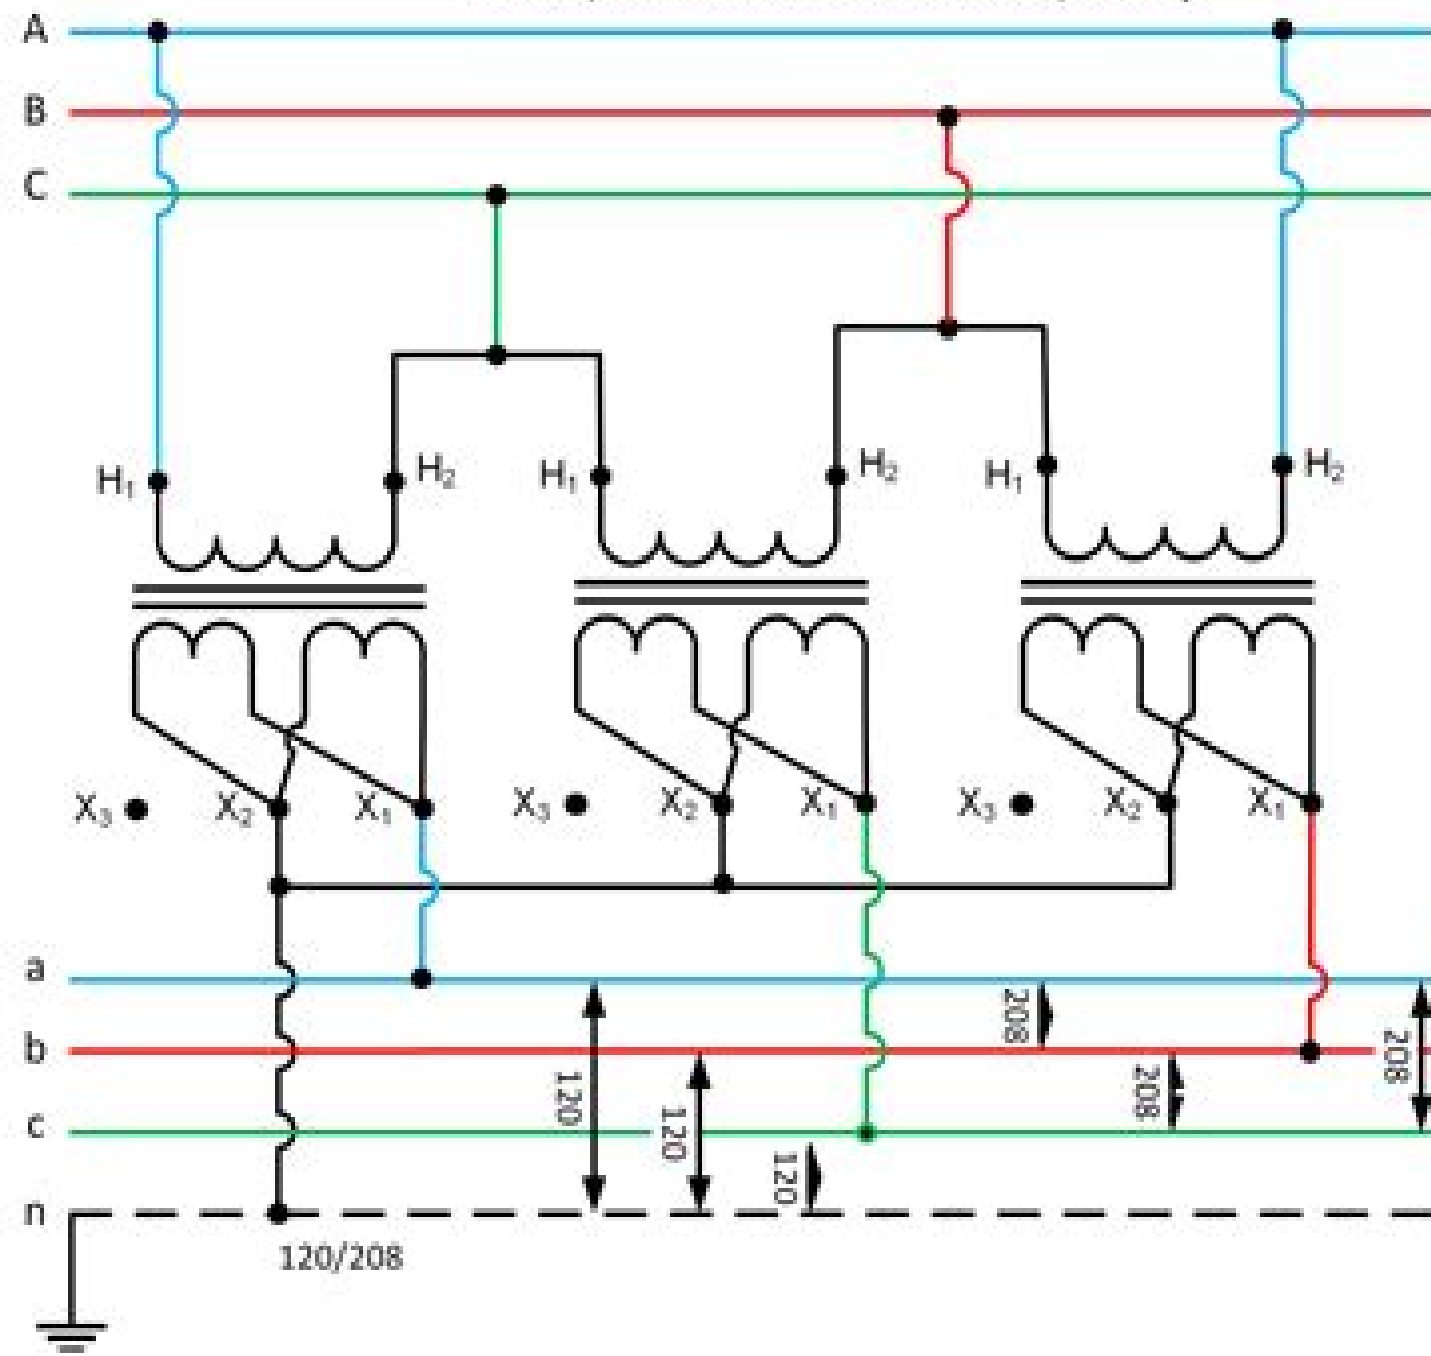 A
B
C
H₁ H₂ H₁ H₂ H₁ H₂
X₃ X₂ X₁ X₃ X₂ X₁ X₃ X₂ X₁
a
208
b
208
208
120
c
120
120
n
120/208